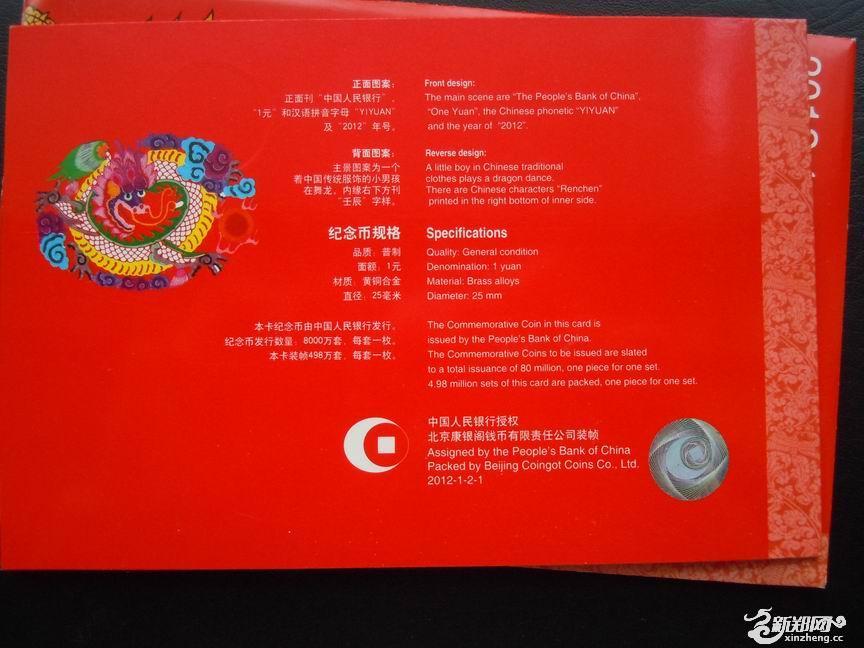 正面图案：
正面刊“中国人民银行”，
“1元”和汉语拼音字母“YIYUAN”
及“2012”年号。
Front design:
The main scene are “The People's Bank of China”,
“One Yuan”, the Chinese phonetic “YIYUAN”
and the year of “2012”.
背面图案：
主景图案为一个
着中国传统服饰的小男孩
在舞龙，内缘右下方刊
“壬辰”字样。
Reverse design:
A little boy in Chinese traditional
clothes plays a dragon dance.
There are Chinese characters “Renchen”
printed in the right bottom of inner side.
纪念币规格
品质：普制
面额：1元
材质：黄铜合金
直径：25毫米
Specifications
Quality: General condition
Denomination: 1 yuan
Material: Brass alloys
Diameter: 25 mm
本卡纪念币由中国人民银行发行。
纪念币发行数量：8000万套，每套一枚。
本卡装帧498万套，每套一枚。
The Commemorative Coin in this card is
issued by the People's Bank of China.
The Commemorative Coins to be issued are slated
to a total issuance of 80 million, one piece for one set.
4.98 million sets of this card are packed, one piece for one set.
中国人民银行授权
北京康银阁钱币有限责任公司装帧
Assigned by the People's Bank of China
Packed by Beijing Coingot Coins Co., Ltd.
2012-1-2-1
新郑网
xinzheng.cc